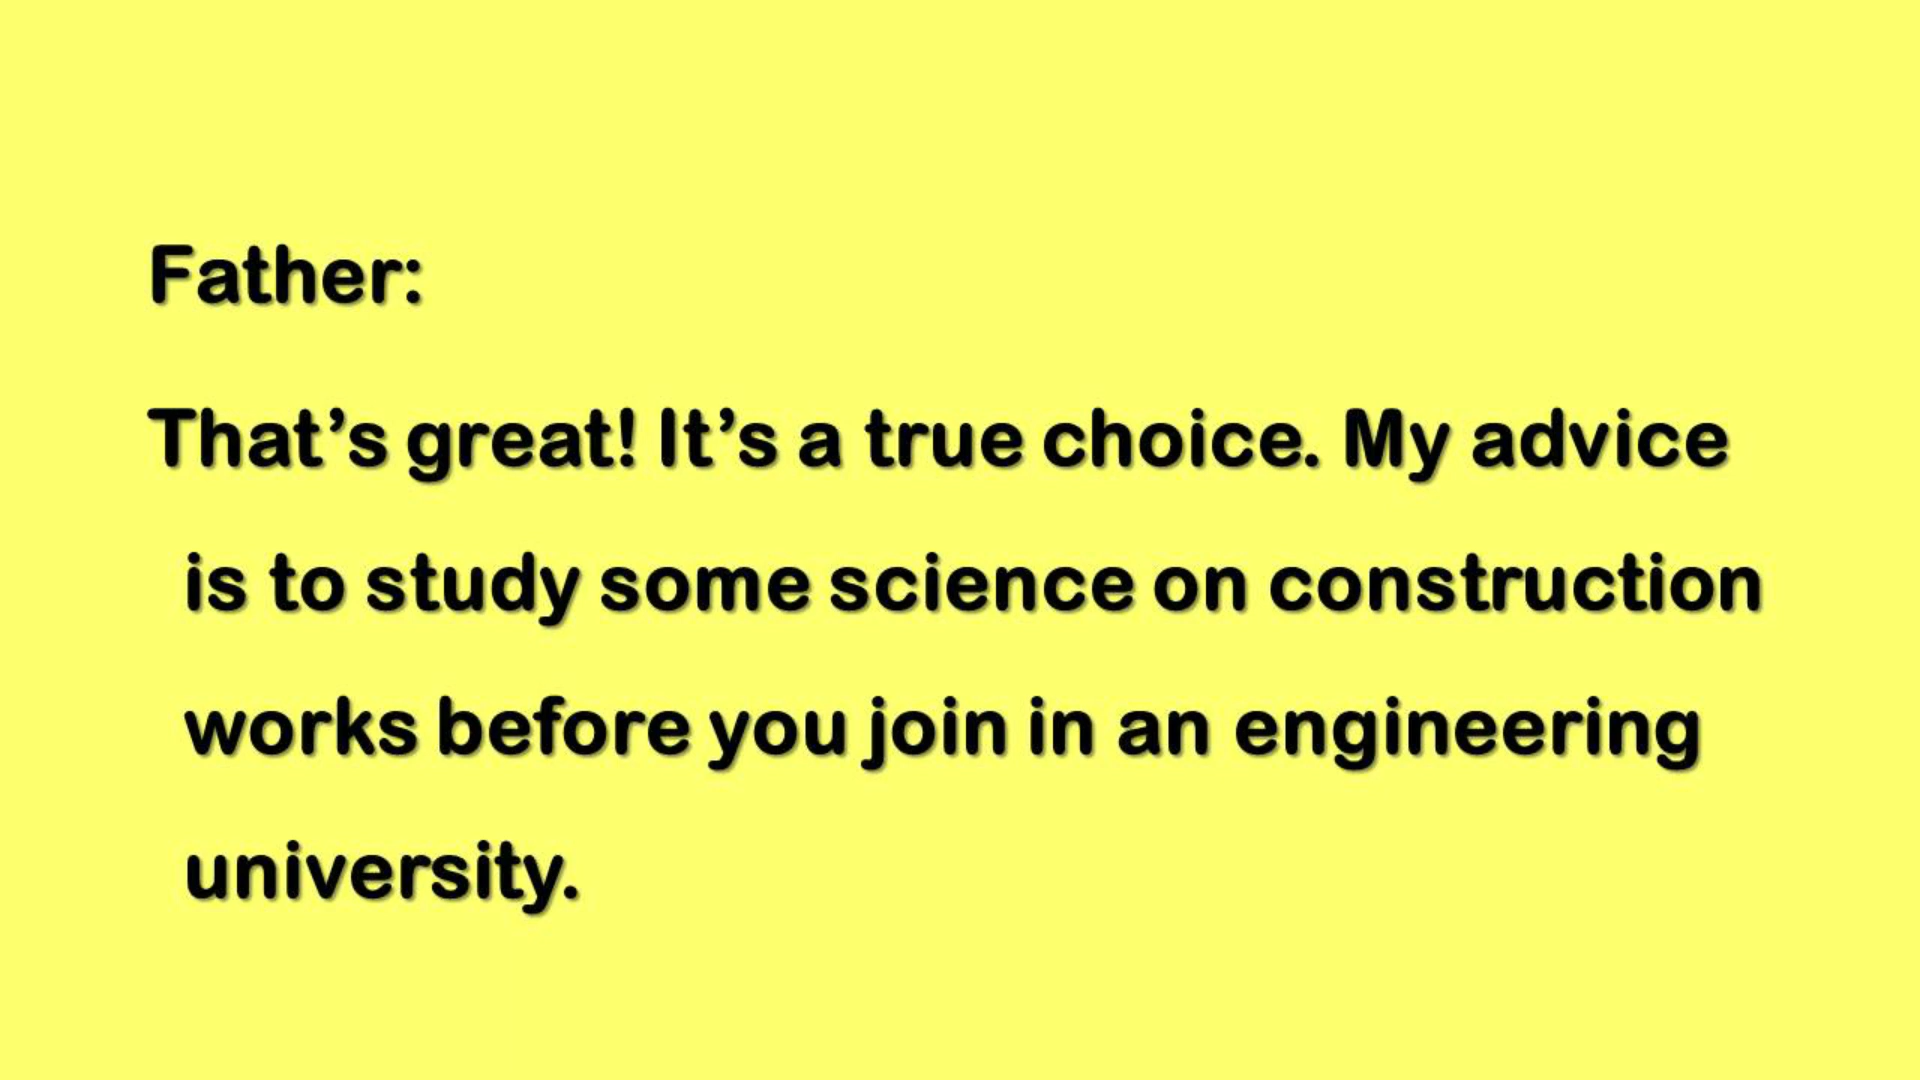 Father:
That’s great! It’s a true choice. My advice
is to study some science on construction
works before you join in an engineering
university.